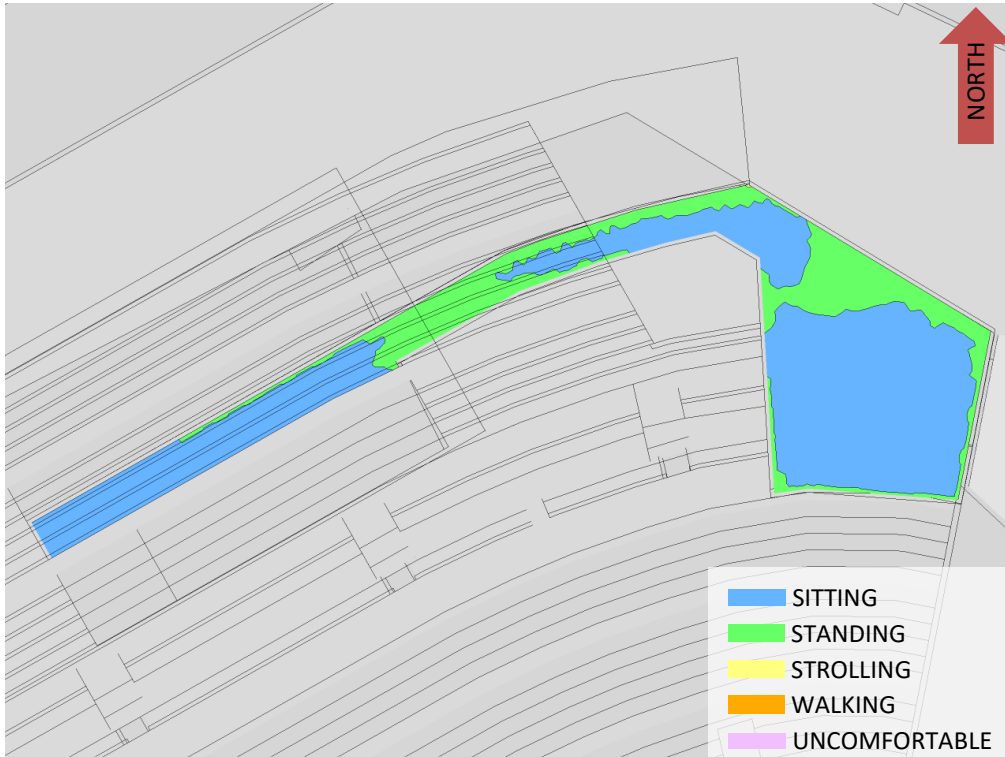 NORTH
SITTING
STANDING
STROLLING
WALKING
UNCOMFORTABLE